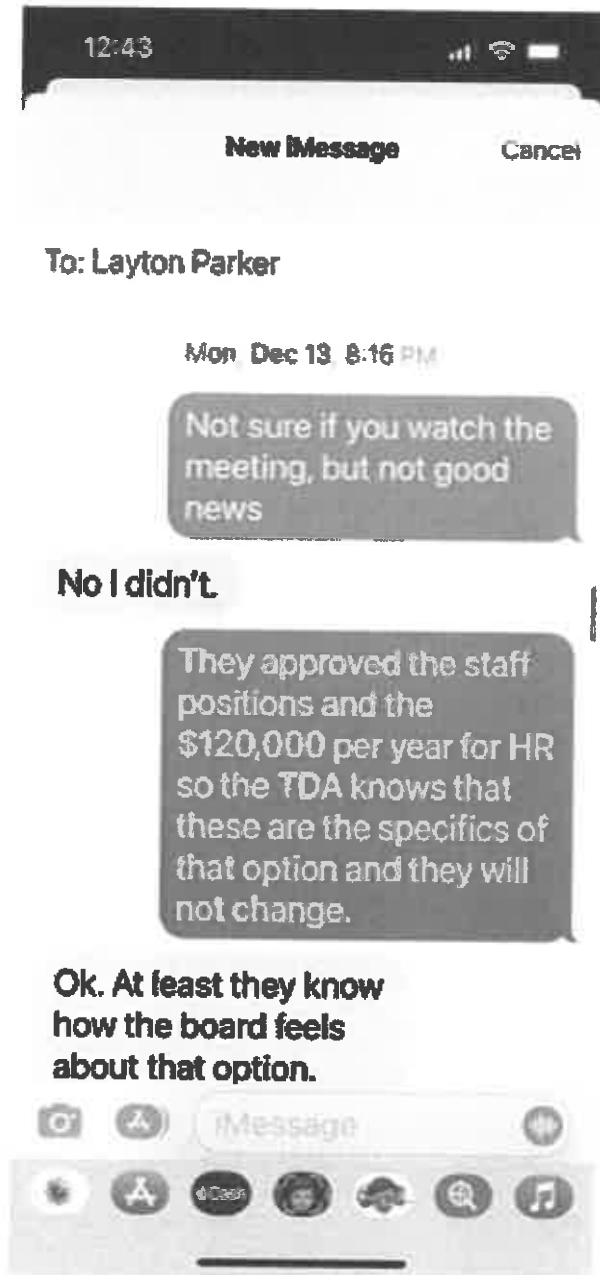 12:43
New iMessage Cancel
To: Layton Parker
Mon, Dec 13, 8:16 PM
Not sure if you watch the
meeting, but not good
news
No I didn't.
They approved the staff
positions and the
$120,000 per year for HR
so the TDA knows that
these are the specifics of
that option and they will
not change.
Ok. At least they know
how the board feels
about that option.
iMessage
Cash